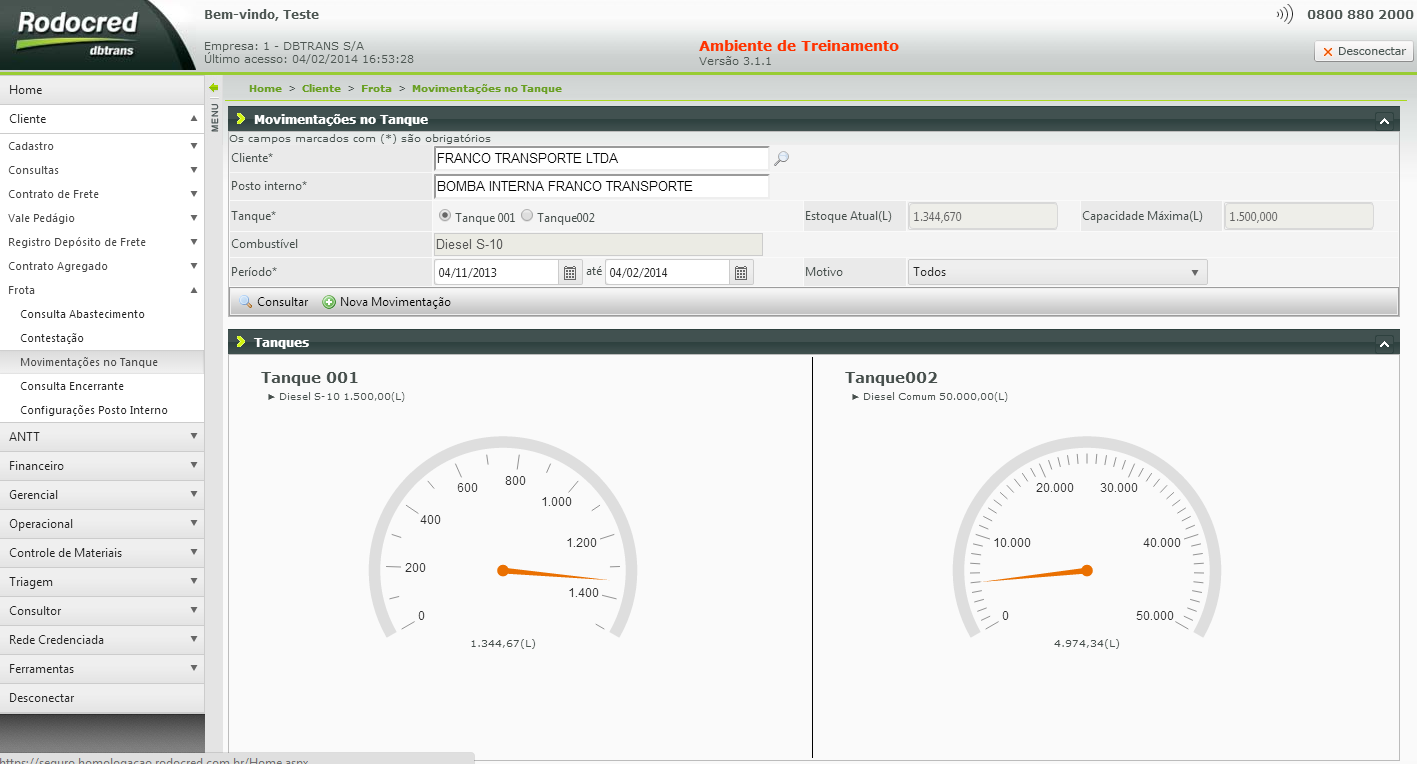 Rodocred
dbtrans
Bem-vindo, Teste
Empresa: 1 - DBTRANS S/A
Último acesso: 04/02/2014 16:53:28
Ambiente de Treinamento
Versão 3.1.1
0800 880 2000
Desconectar
Home
Cliente
Cadastro
Consultas
Contrato de Frete
Vale Pedágio
Registro Depósito de Frete
Contrato Agregado
Frota
Consulta Abastecimento
Contestação
Movimentações no Tanque
Consulta Encerrante
Configurações Posto Interno
ANTT
Financeiro
Gerencial
Operacional
Controle de Materiais
Triagem
Consultor
Rede Credenciada
Ferramentas
Desconectar
MENU
Home > Cliente > Frota > Movimentações no Tanque
Movimentações no Tanque
Os campos marcados com (*) são obrigatórios
Cliente* FRANCO TRANSPORTE LTDA
Posto interno* BOMBA INTERNA FRANCO TRANSPORTE
Tanque* Tanque 001 Tanque002 Estoque Atual(L) 1.344,670 Capacidade Máxima(L) 1.500,000
Combustível Diesel S-10
Período* 04/11/2013 até 04/02/2014 Motivo Todos
Consultar Nova Movimentação
Tanques
Tanque 001
Diesel S-10 1.500,00(L)
0
200
400
600
800
1.000
1.200
1.400
1.344,67(L)
Tanque002
Diesel Comum 50.000,00(L)
0
10.000
20.000
30.000
40.000
50.000
4.974,34(L)
https://seguro.homologacao.rodocred.com.br/Home.aspx